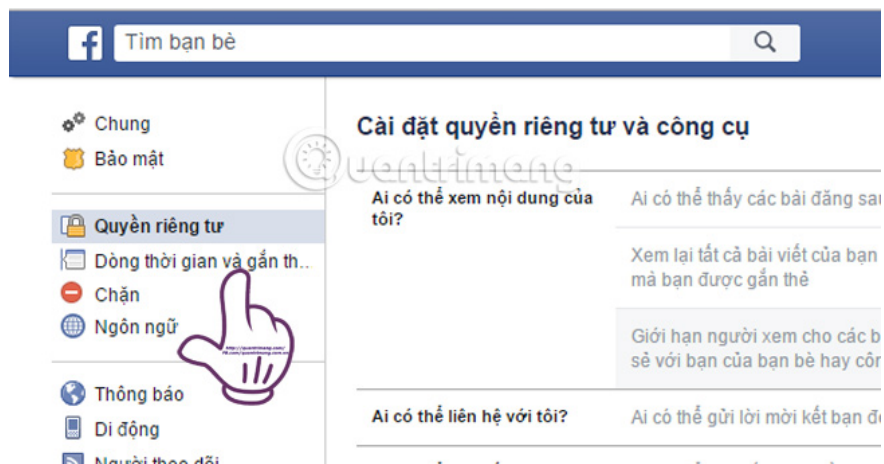 f
Tìm bạn bè
Chung
Bảo mật
Quyền riêng tư
Dòng thời gian và gắn th...
Chặn
Ngôn ngữ
Thông báo
Di động
Người theo dõi
Cài đặt quyền riêng tư và công cụ
Quantrimang
Ai có thể xem nội dung của
tôi?
Ai có thể thấy các bài đăng
Xem lại tất cả bài viết của bạn
mà bạn được gắn thẻ
Giới hạn người xem cho các
sẻ với bạn của bạn bè hay
Ai có thể liên hệ với tôi?
Ai có thể gửi lời mời kết bạn